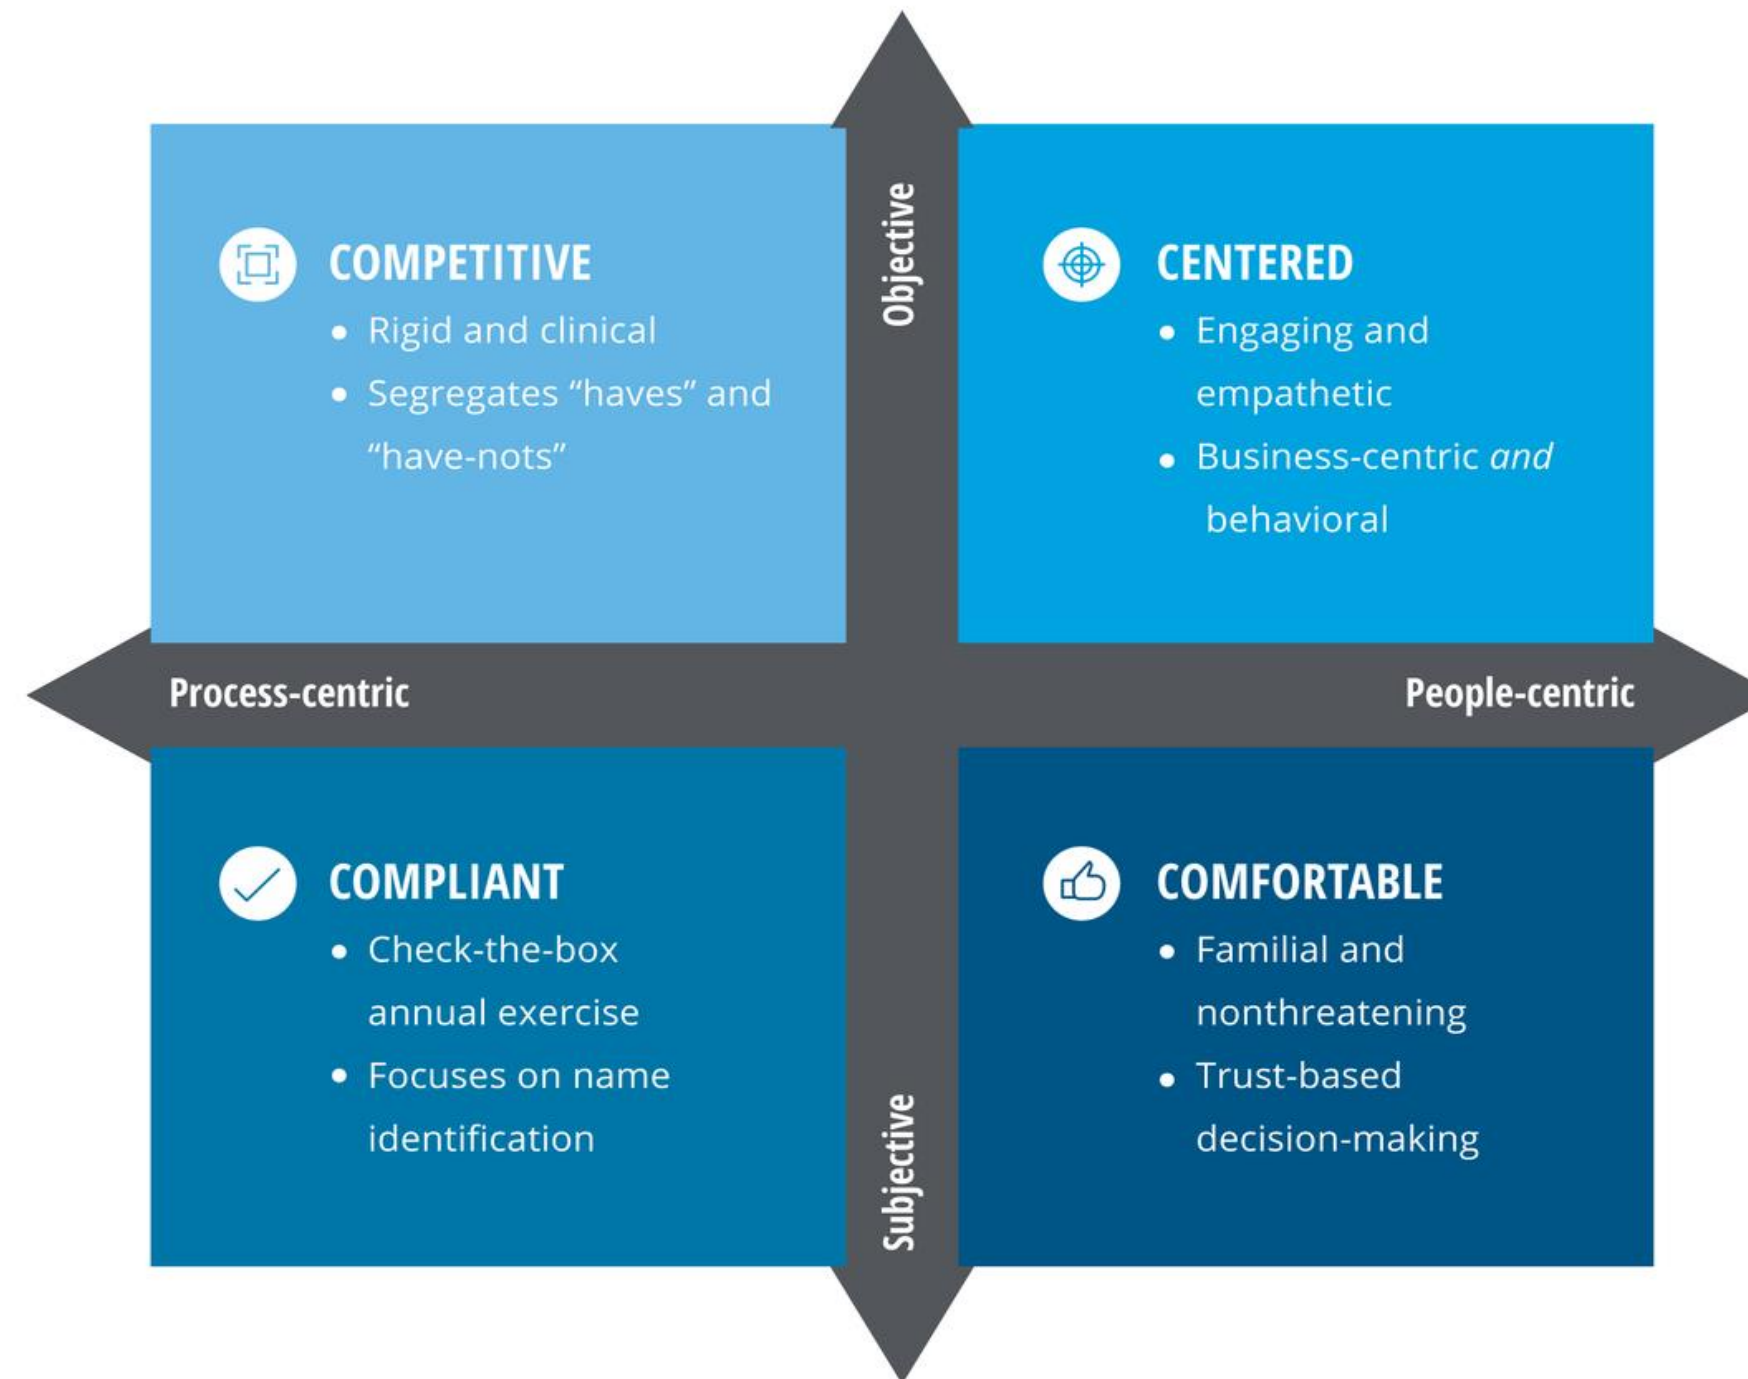 Objective
COMPETITIVE
• Rigid and clinical
• Segregates “haves” and
“have-nots”
CENTERED
• Engaging and
empathetic
• Business-centric and
behavioral
Process-centric
People-centric
COMPLIANT
• Check-the-box
annual exercise
• Focuses on name
identification
COMFORTABLE
• Familial and
nonthreatening
• Trust-based
decision-making
Subjective